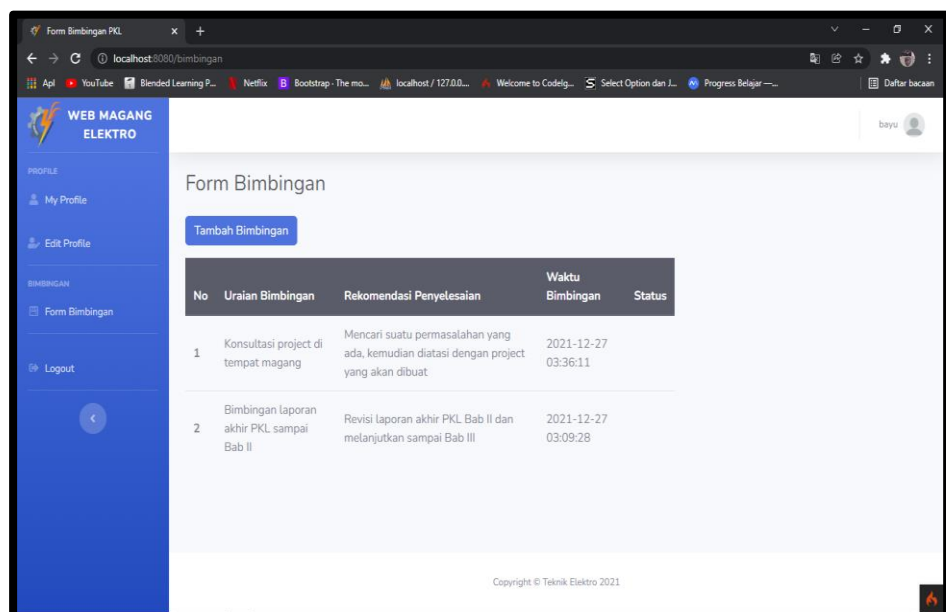 Form Bimbingan PKL
localhost:8080/bimbingan
Apl YouTube Blended Learning P... Netflix Bootstrap · The mo... localhost / 127.0.0.... Welcome to CodeIg... Select Option dan J... Progress Belajar —... Daftar bacaan
WEB MAGANG
ELEKTRO
bayu
PROFILE
My Profile
Edit Profile
BIMBINGAN
Form Bimbingan
Logout
Form Bimbingan
Tambah Bimbingan
No Uraian Bimbingan Rekomendasi Penyelesaian Waktu
Bimbingan Status
1 Konsultasi project di
tempat magang
Mencari suatu permasalahan yang
ada, kemudian diatasi dengan project
yang akan dibuat
2021-12-27
03:36:11
2 Bimbingan laporan
akhir PKL sampai
Bab II
Revisi laporan akhir PKL Bab II dan
melanjutkan sampai Bab III
2021-12-27
03:09:28
Copyright © Teknik Elektro 2021